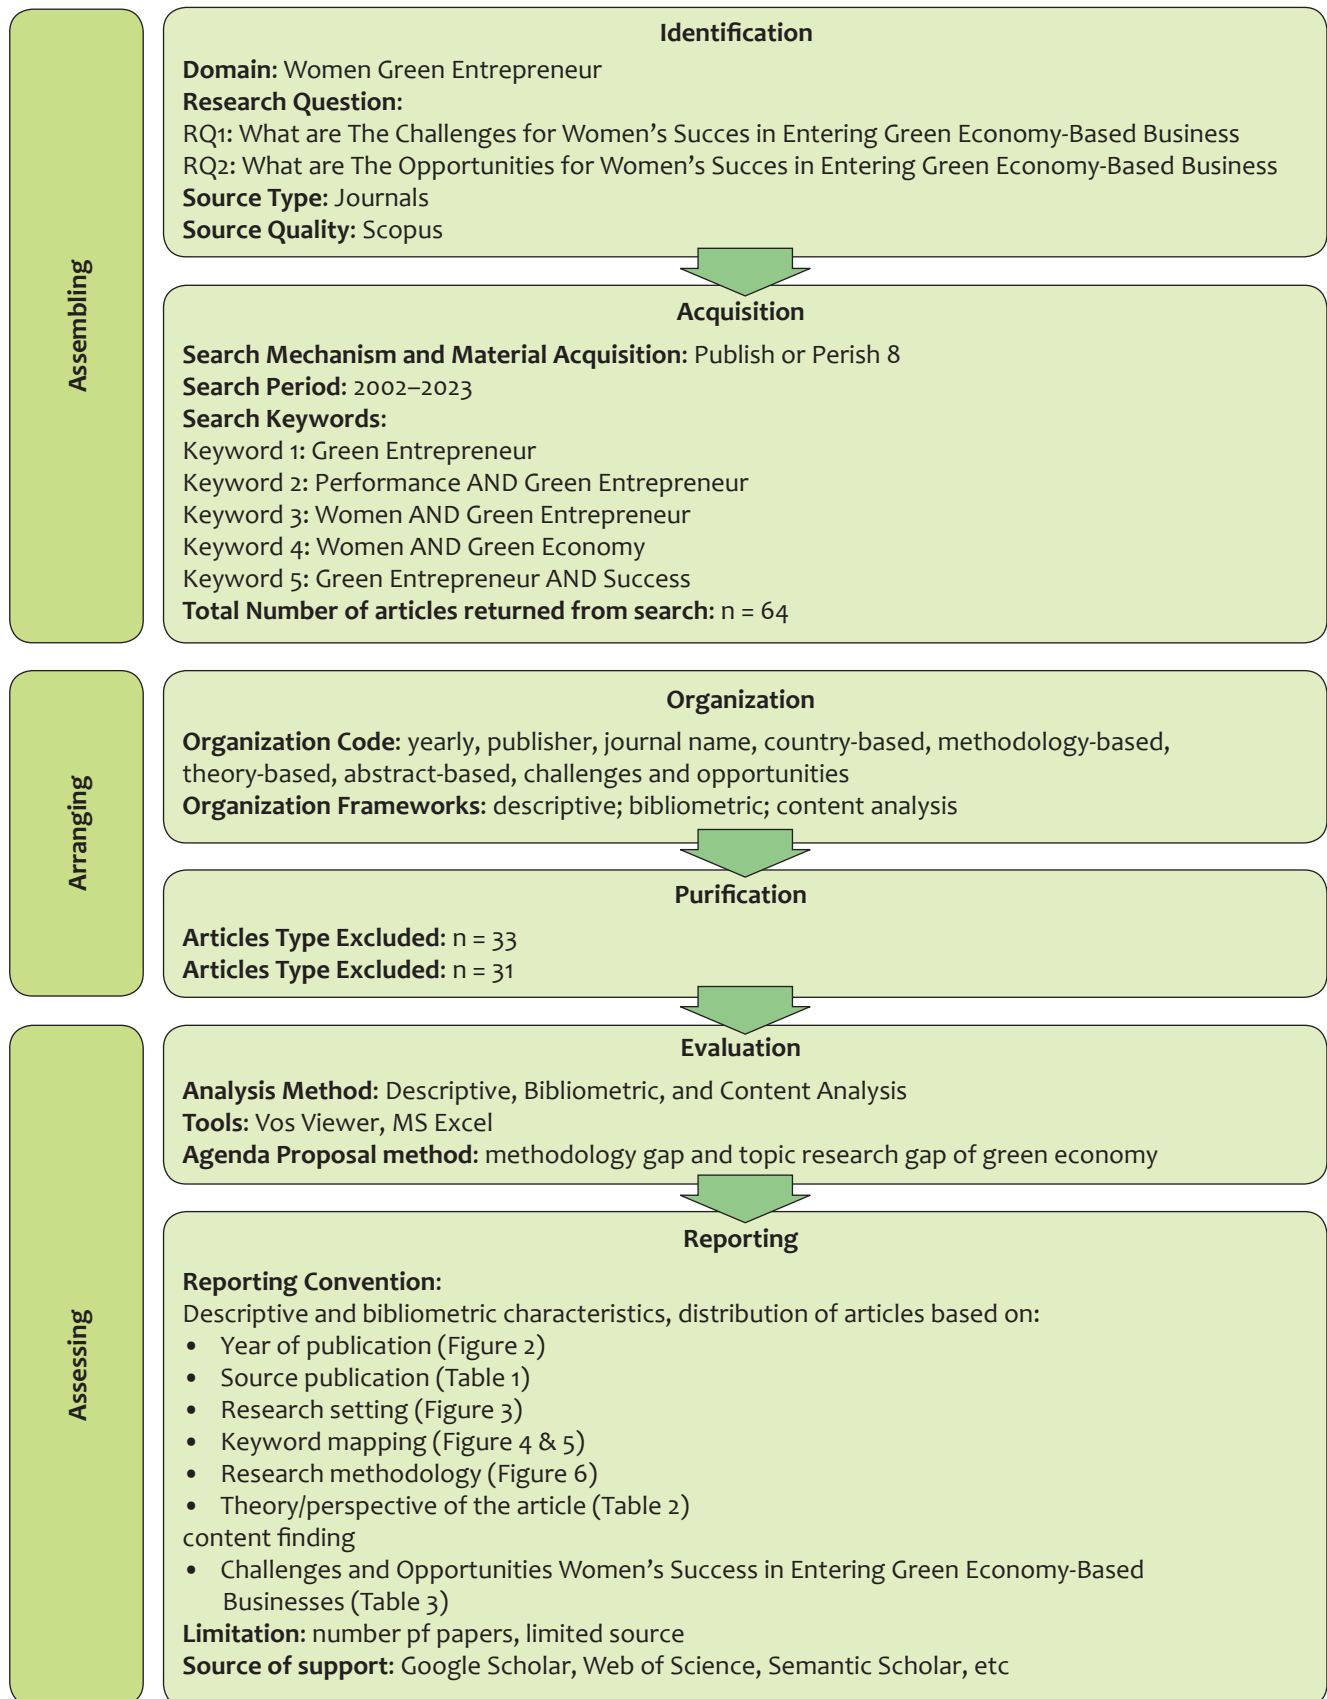 Assembling
Identification
Domain: Women Green Entrepreneur
Research Question:
RQ1: What are The Challenges for Women's Succes in Entering Green Economy-Based Business
RQ2: What are The Opportunities for Women's Succes in Entering Green Economy-Based Business
Source Type: Journals
Source Quality: Scopus
Acquisition
Search Mechanism and Material Acquisition: Publish or Perish 8
Search Period: 2002–2023
Search Keywords:
Keyword 1: Green Entrepreneur
Keyword 2: Performance AND Green Entrepreneur
Keyword 3: Women AND Green Entrepreneur
Keyword 4: Women AND Green Economy
Keyword 5: Green Entrepreneur AND Success
Total Number of articles returned from search: n = 64
Arranging
Organization
Organization Code: yearly, publisher, journal name, country-based, methodology-based,
theory-based, abstract-based, challenges and opportunities
Organization Frameworks: descriptive; bibliometric; content analysis
Purification
Articles Type Excluded: n = 33
Articles Type Excluded: n = 31
Assessing
Evaluation
Analysis Method: Descriptive, Bibliometric, and Content Analysis
Tools: Vos Viewer, MS Excel
Agenda Proposal method: methodology gap and topic research gap of green economy
Reporting
Reporting Convention:
Descriptive and bibliometric characteristics, distribution of articles based on:
• Year of publication (Figure 2)
• Source publication (Table 1)
• Research setting (Figure 3)
• Keyword mapping (Figure 4 & 5)
• Research methodology (Figure 6)
• Theory/perspective of the article (Table 2)
content finding
• Challenges and Opportunities Women's Success in Entering Green Economy-Based
Businesses (Table 3)
Limitation: number pf papers, limited source
Source of support: Google Scholar, Web of Science, Semantic Scholar, etc